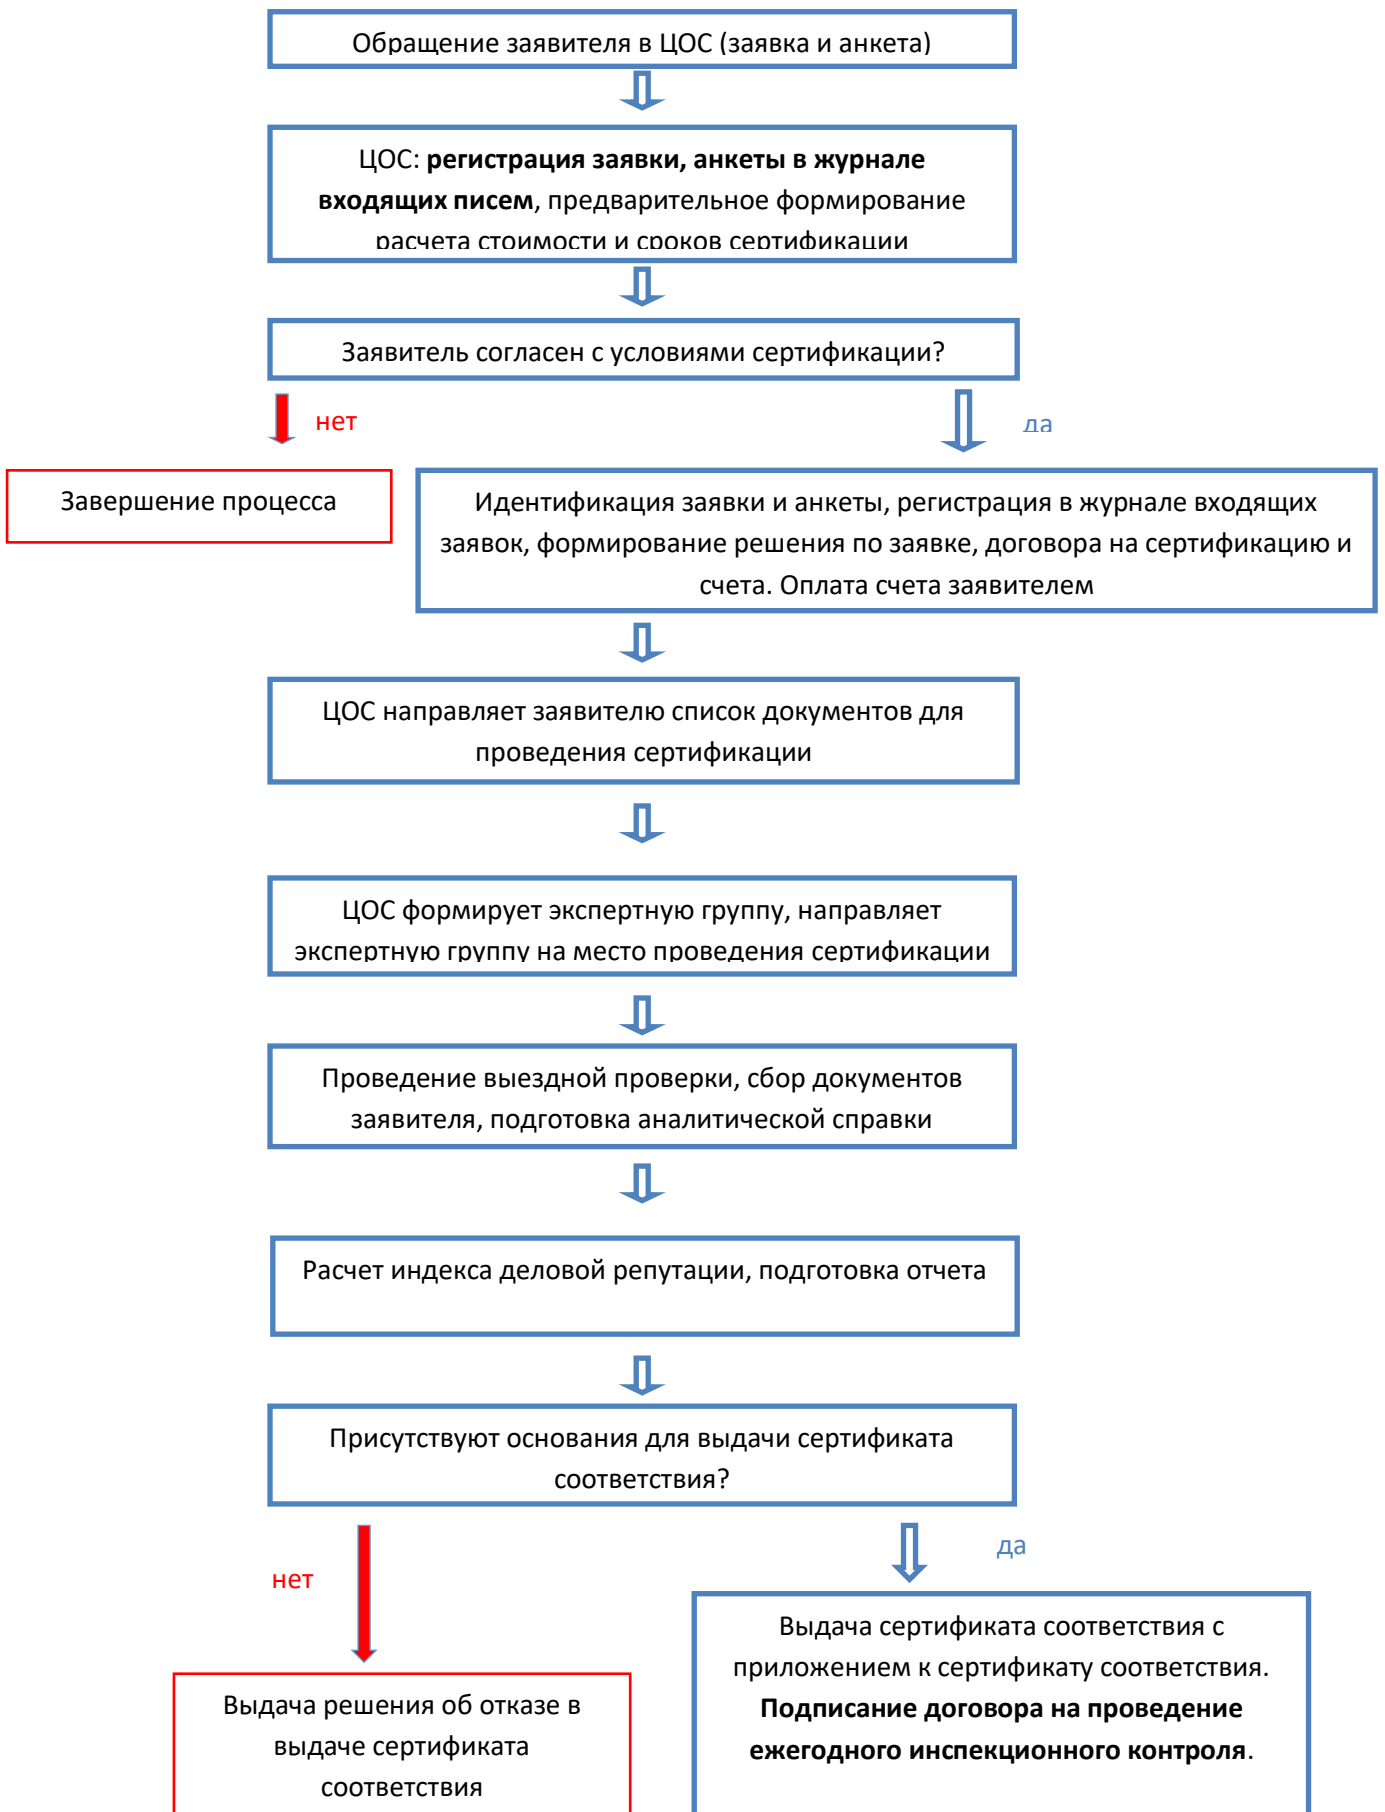 Обращение заявителя в ЦОС (заявка и анкета)
ЦОС: регистрация заявки, анкеты в журнале
входящих писем, предварительное формирование
расчета стоимости и сроков сертификации
Заявитель согласен с условиями сертификации?
нет
да
Завершение процесса
Идентификация заявки и анкеты, регистрация в журнале входящих
заявок, формирование решения по заявке, договора на сертификацию и
счета. Оплата счета заявителем
ЦОС направляет заявителю список документов для
проведения сертификации
ЦОС формирует экспертную группу, направляет
экспертную группу на место проведения сертификации
Проведение выездной проверки, сбор документов
заявителя, подготовка аналитической справки
Расчет индекса деловой репутации, подготовка отчета
Присутствуют основания для выдачи сертификата
соответствия?
нет
да
Выдача решения об отказе в
выдаче сертификата
соответствия
Выдача сертификата соответствия с
приложением к сертификату соответствия.
Подписание договора на проведение
ежегодного инспекционного контроля.